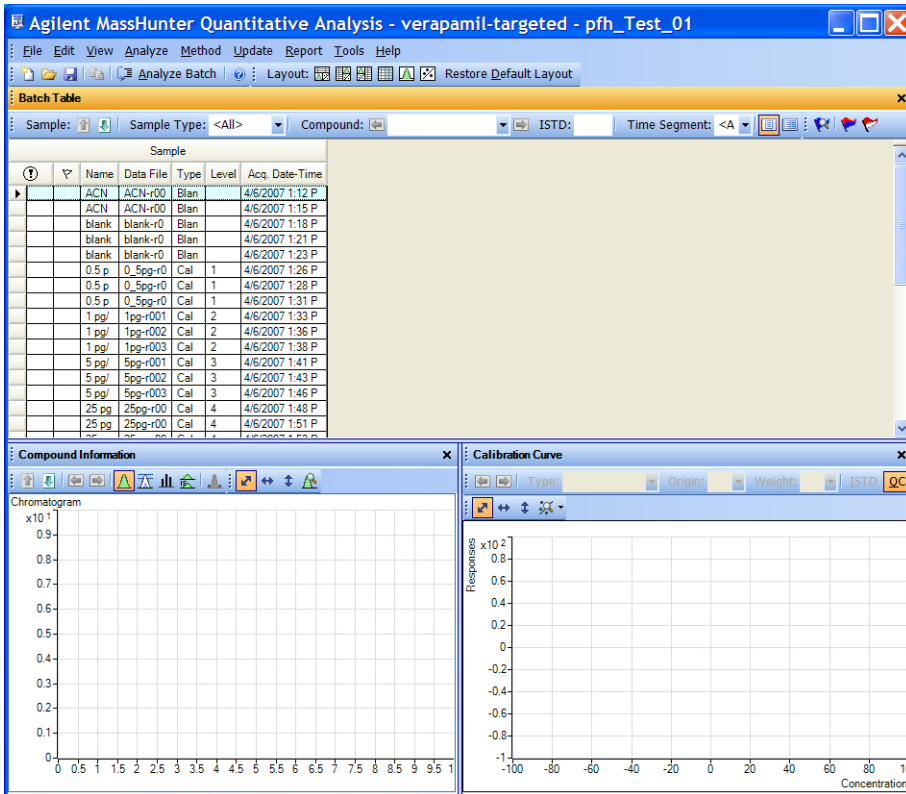 Agilent MassHunter Quantitative Analysis - verapamil-targeted - pfh_Test_01
File Edit View Analyze Method Update Report Tools Help
Analyze Batch Layout: Restore Default Layout
Batch Table
Sample: Sample Type: <All> Compound: ISTD: Time Segment: <A
Sample
Name Data File Type Level Acq. Date-Time
ACN ACN-r00 Blan 4/6/2007 1:12 P
ACN ACN-r00 Blan 4/6/2007 1:15 P
blank blank-r0 Blan 4/6/2007 1:18 P
blank blank-r0 Blan 4/6/2007 1:21 P
blank blank-r0 Blan 4/6/2007 1:23 P
0.5 p 0_5pg-r0 Cal 1 4/6/2007 1:26 P
0.5 p 0_5pg-r0 Cal 1 4/6/2007 1:28 P
0.5 p 0_5pg-r0 Cal 1 4/6/2007 1:31 P
1 pg/ 1pg-r001 Cal 2 4/6/2007 1:33 P
1 pg/ 1pg-r002 Cal 2 4/6/2007 1:36 P
1 pg/ 1pg-r003 Cal 2 4/6/2007 1:38 P
5 pg/ 5pg-r001 Cal 3 4/6/2007 1:41 P
5 pg/ 5pg-r002 Cal 3 4/6/2007 1:43 P
5 pg/ 5pg-r003 Cal 3 4/6/2007 1:46 P
25 pg 25pg-r00 Cal 4 4/6/2007 1:48 P
25 pg 25pg-r00 Cal 4 4/6/2007 1:51 P
Compound Information
Chromatogram
x10 1
0.9
0.8
0.7
0.6
0.5
0.4
0.3
0.2
0.1
0
0 0.5 1 1.5 2 2.5 3 3.5 4 4.5 5 5.5 6 6.5 7 7.5 8 8.5 9 9.5 1
Calibration Curve
Type: Origin: Weight: ISTD QC
Responses
x10 2
0.8
0.6
0.4
0.2
0
-0.2
-0.4
-0.6
-0.8
-1
-100 -80 -60 -40 -20 0 20 40 60 80 1
Concentration